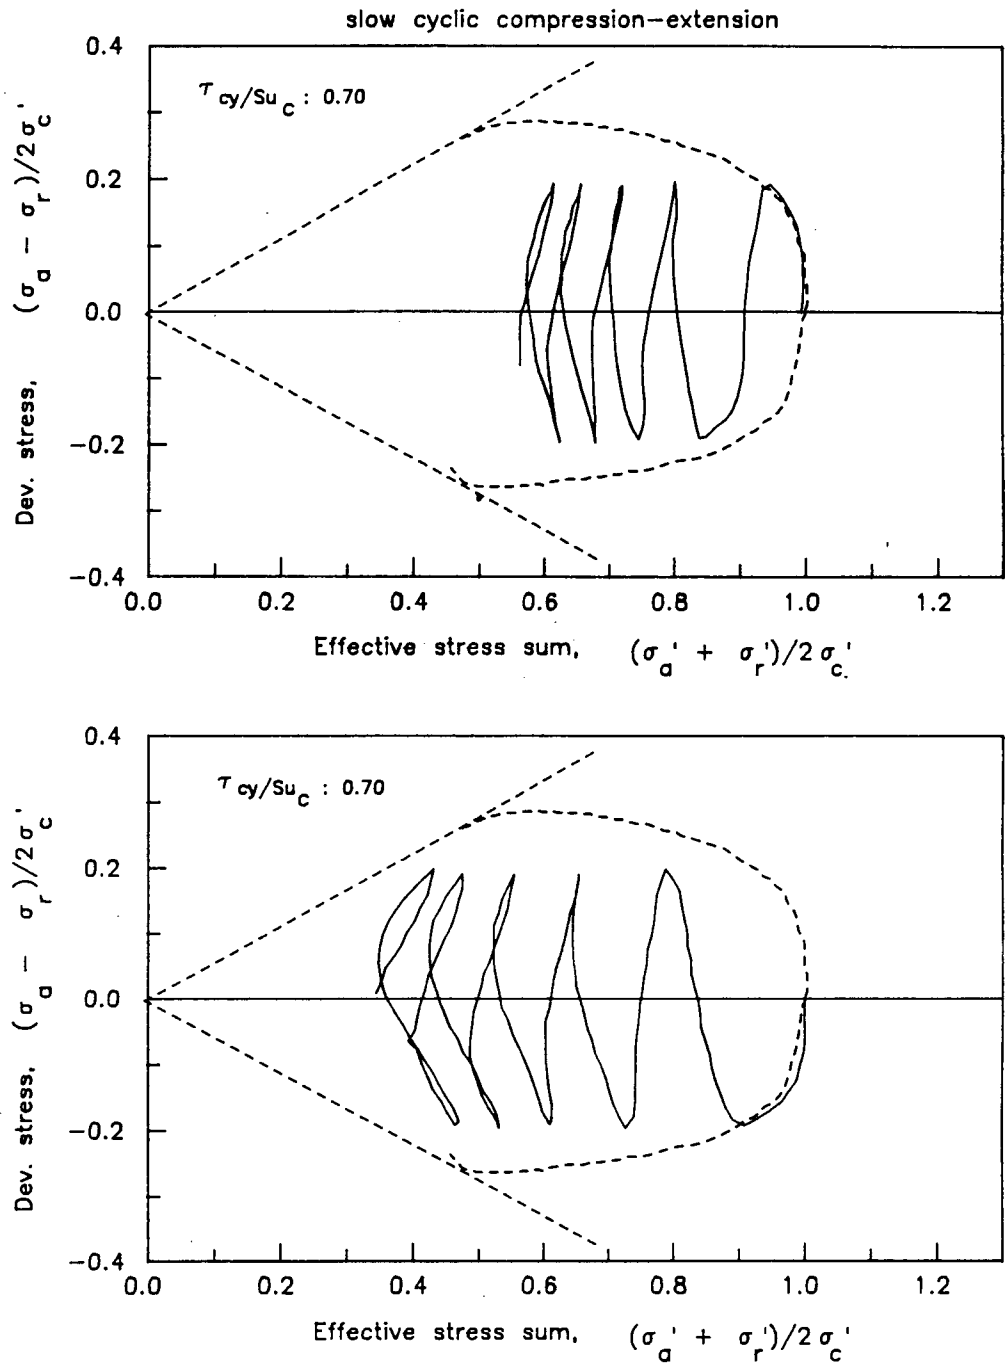 slow cyclic compression-extension
0.4
0.2
0.0
-0.2
-0.4
Dev. stress, (σa - σr)/2σc'
τcy/Suc : 0.70
0.0 0.2 0.4 0.6 0.8 1.0 1.2
Effective stress sum, (σa' + σr')/2σc'
0.4
0.2
0.0
-0.2
-0.4
Dev. stress, (σa - σr)/2σc'
τcy/Suc : 0.70
0.0 0.2 0.4 0.6 0.8 1.0 1.2
Effective stress sum, (σa' + σr')/2σc'